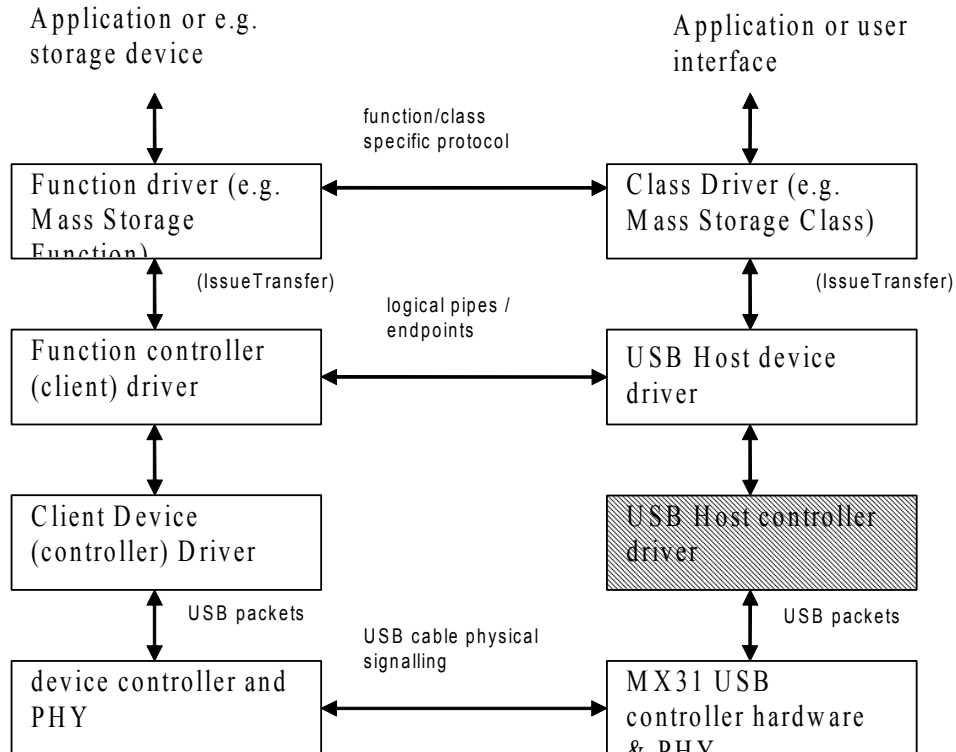 Application or e.g.
storage device
Application or user
interface
function/class
specific protocol
Function driver (e.g.
Mass Storage
Function)
Class Driver (e.g.
Mass Storage Class)
(IssueTransfer)
(IssueTransfer)
logical pipes /
endpoints
Function controller
(client) driver
USB Host device
driver
Client Device
(controller) Driver
USB Host controller
driver
USB packets
USB packets
USB cable physical
signalling
device controller and
PHY
MX31 USB
controller hardware
& PHY